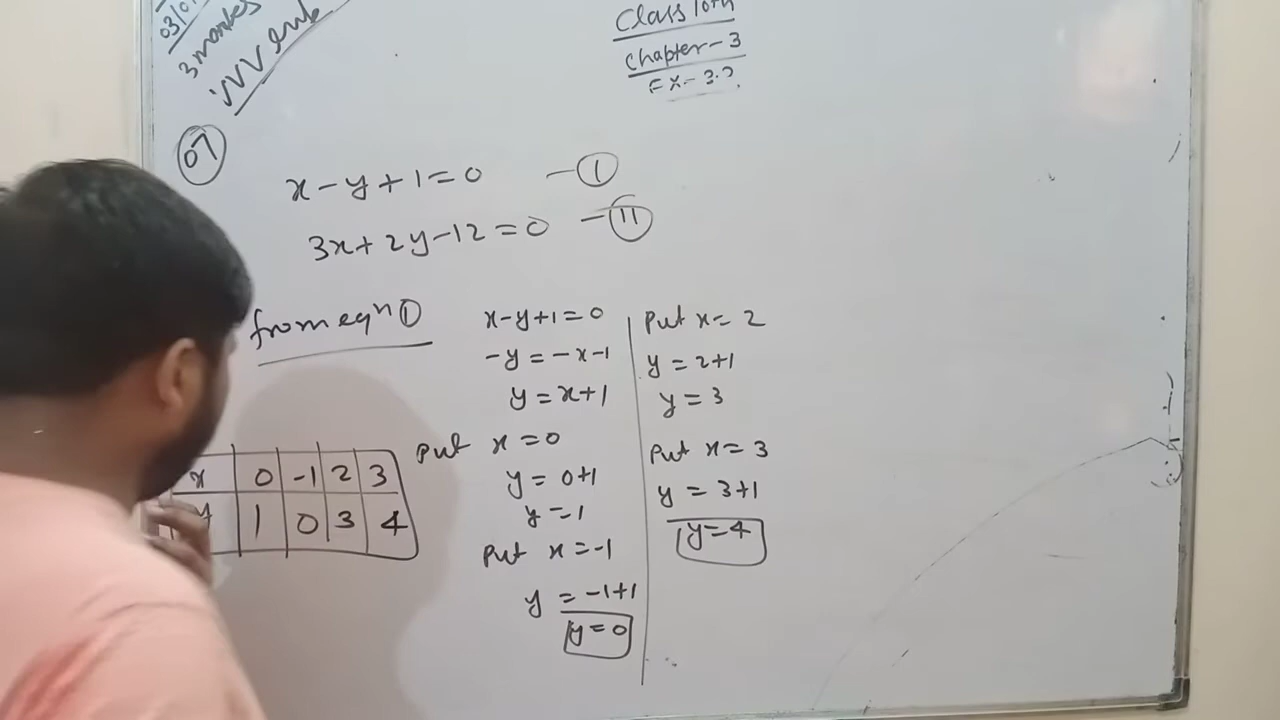 03/01
3 marks
VVV
Class 10th
Chapter-3
Ex-3.2
07
x-y+1=0 -①
3x+2y-12=0 -⑪
from eqn ①
x-y+1=0
-y=-x-1
y=x+1
Put x=0
y=0+1
y=1
Put x=-1
y=-1+1
y=0
Put x=2
y=2+1
y=3
Put x=3
y=3+1
y=4
x 0 -1 2 3
y 1 0 3 4